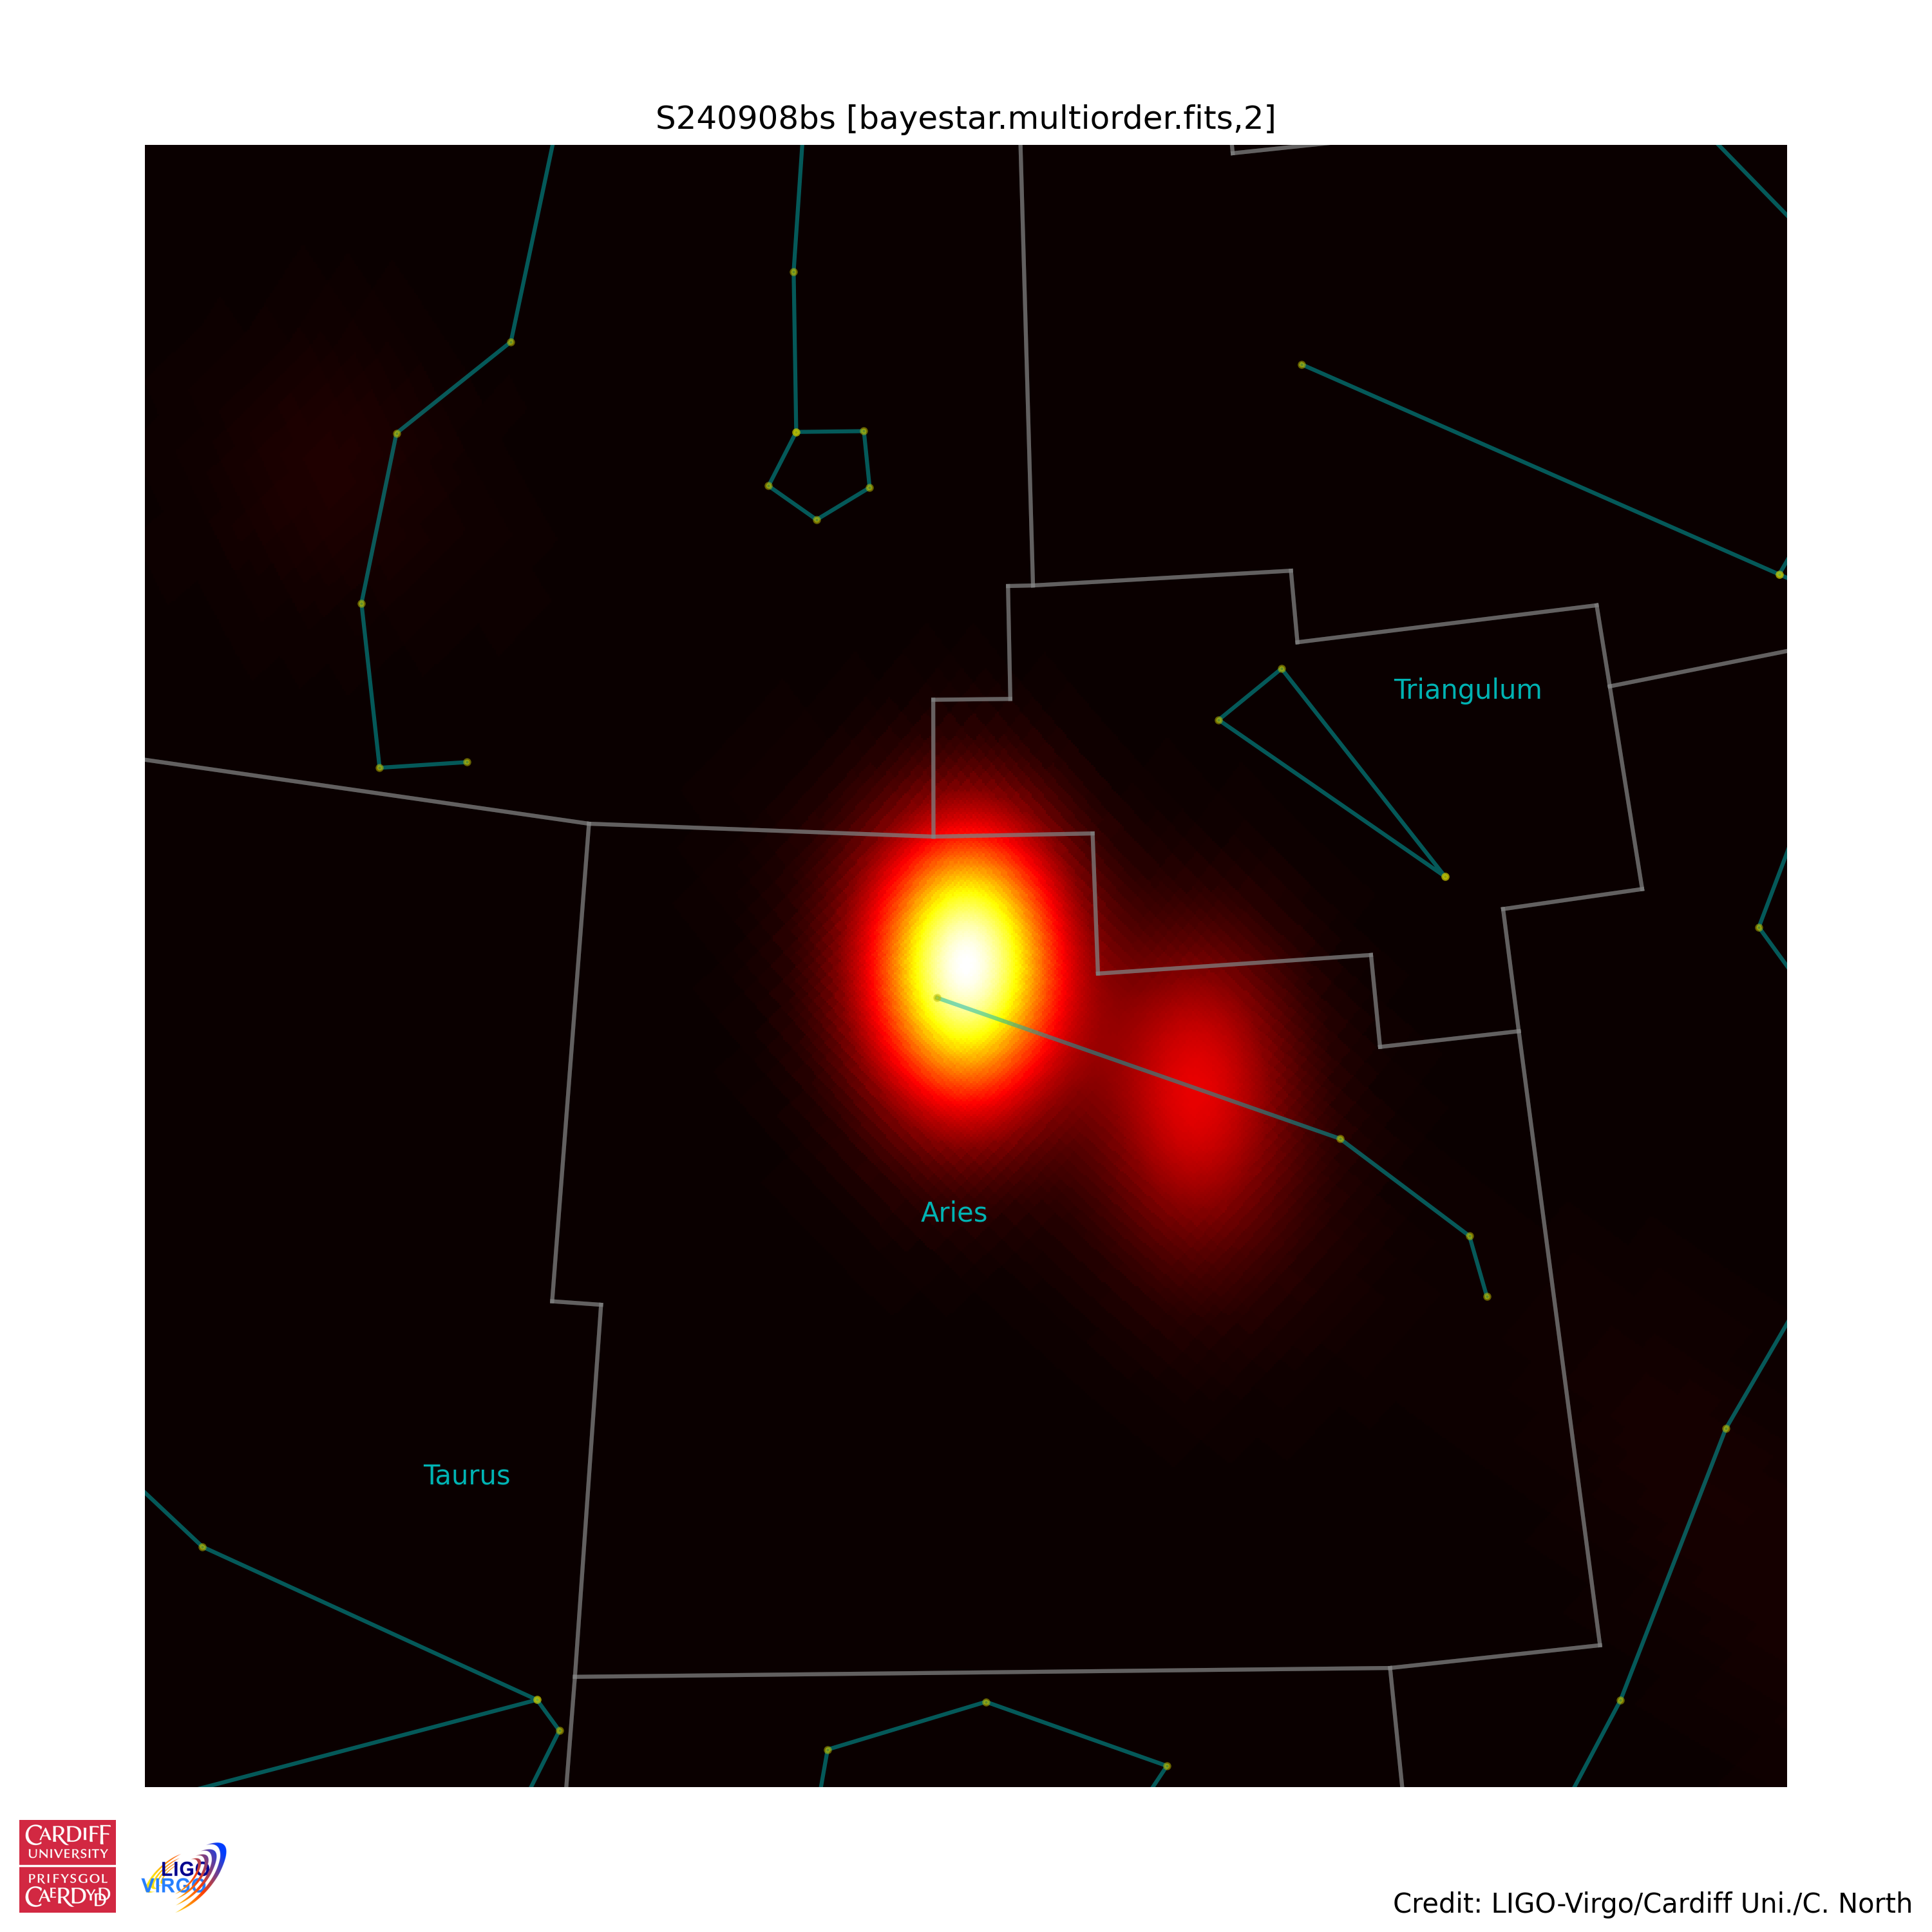 S240908bs [bayestar.multiorder.fits,2]
Triangulum
Aries
Taurus
CARDIFF
UNIVERSITY
PRIFYSGOL
CAERDYDD
LIGO
VIRGO
Credit: LIGO-Virgo/Cardiff Uni./C. North